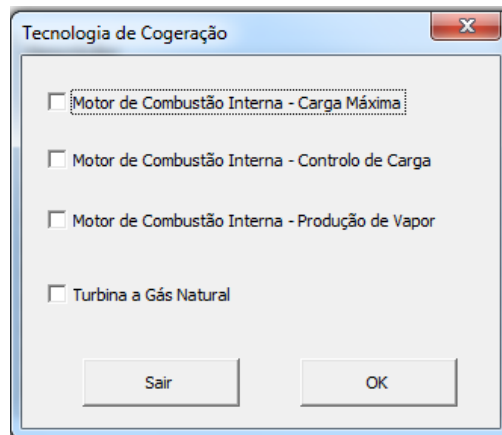 Tecnologia de Cogeração
Motor de Combustão Interna - Carga Máxima
Motor de Combustão Interna - Controlo de Carga
Motor de Combustão Interna - Produção de Vapor
Turbina a Gás Natural
Sair
OK